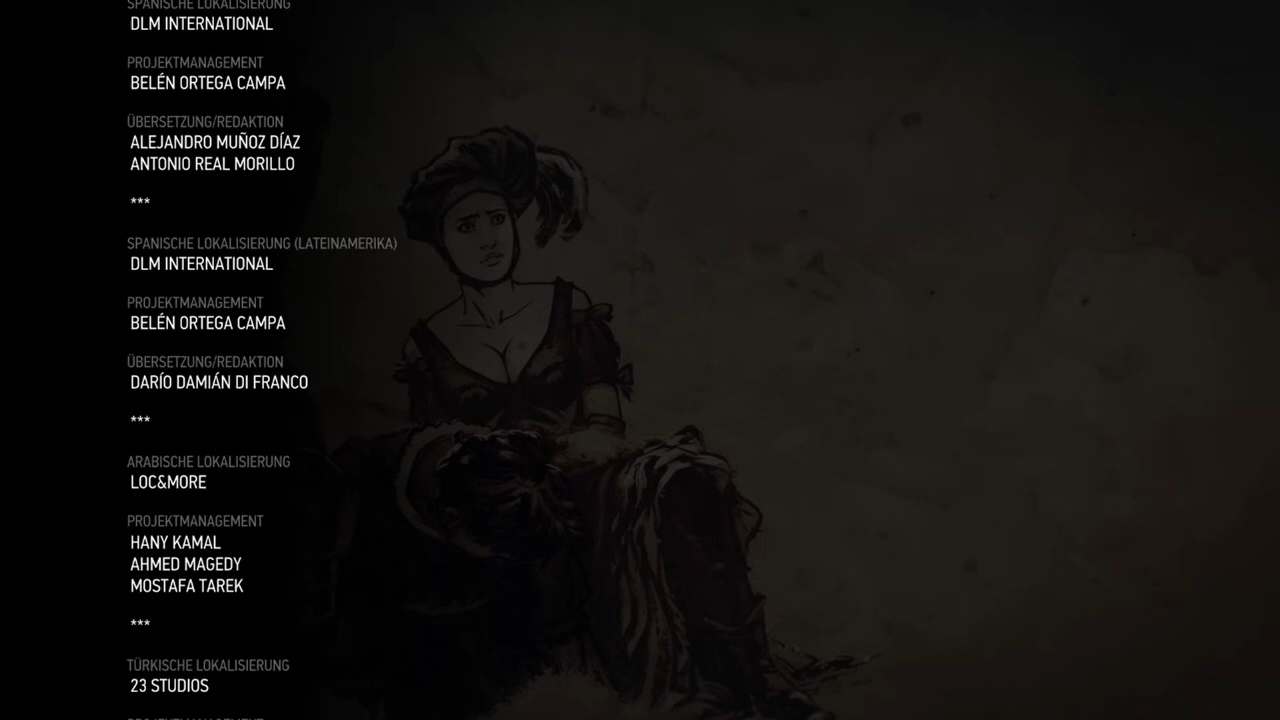 SPANISCHE LOKALISIERUNG
DLM INTERNATIONAL
PROJEKTMANAGEMENT
BELÉN ORTEGA CAMPA
ÜBERSETZUNG/REDAKTION
ALEJANDRO MUÑOZ DÍAZ
ANTONIO REAL MORILLO
***
SPANISCHE LOKALISIERUNG (LATEINAMERIKA)
DLM INTERNATIONAL
PROJEKTMANAGEMENT
BELÉN ORTEGA CAMPA
ÜBERSETZUNG/REDAKTION
DARÍO DAMIÁN DI FRANCO
***
ARABISCHE LOKALISIERUNG
LOC&MORE
PROJEKTMANAGEMENT
HANY KAMAL
AHMED MAGEDY
MOSTAFA TAREK
***
TÜRKISCHE LOKALISIERUNG
23 STUDIOS